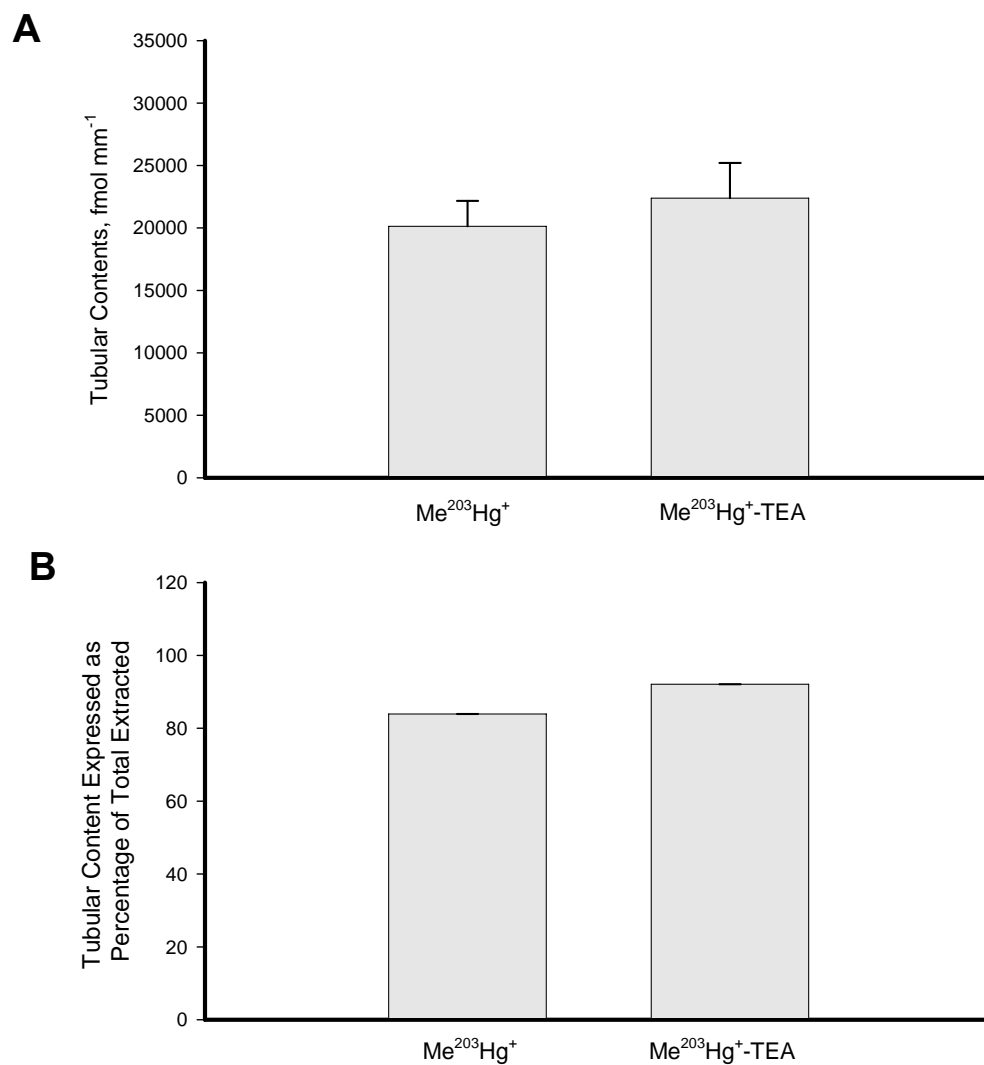 A
35000
30000
25000
20000
15000
10000
5000
0
Tubular Contents, fmol mm⁻¹
Me²⁰³Hg⁺
Me²⁰³Hg⁺-TEA
B
120
100
80
60
40
20
0
Tubular Content Expressed as
Percentage of Total Extracted
Me²⁰³Hg⁺
Me²⁰³Hg⁺-TEA